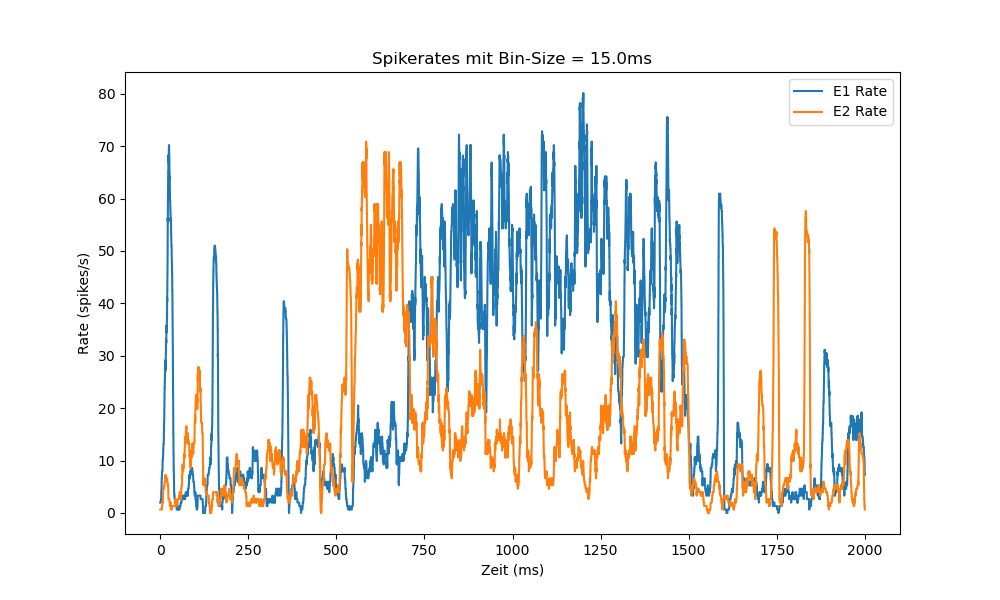 Spikerates mit Bin-Size = 15.0ms
E1 Rate
E2 Rate
80
70
60
50
40
30
20
10
0
Rate (spikes/s)
0 250 500 750 1000 1250 1500 1750 2000
Zeit (ms)